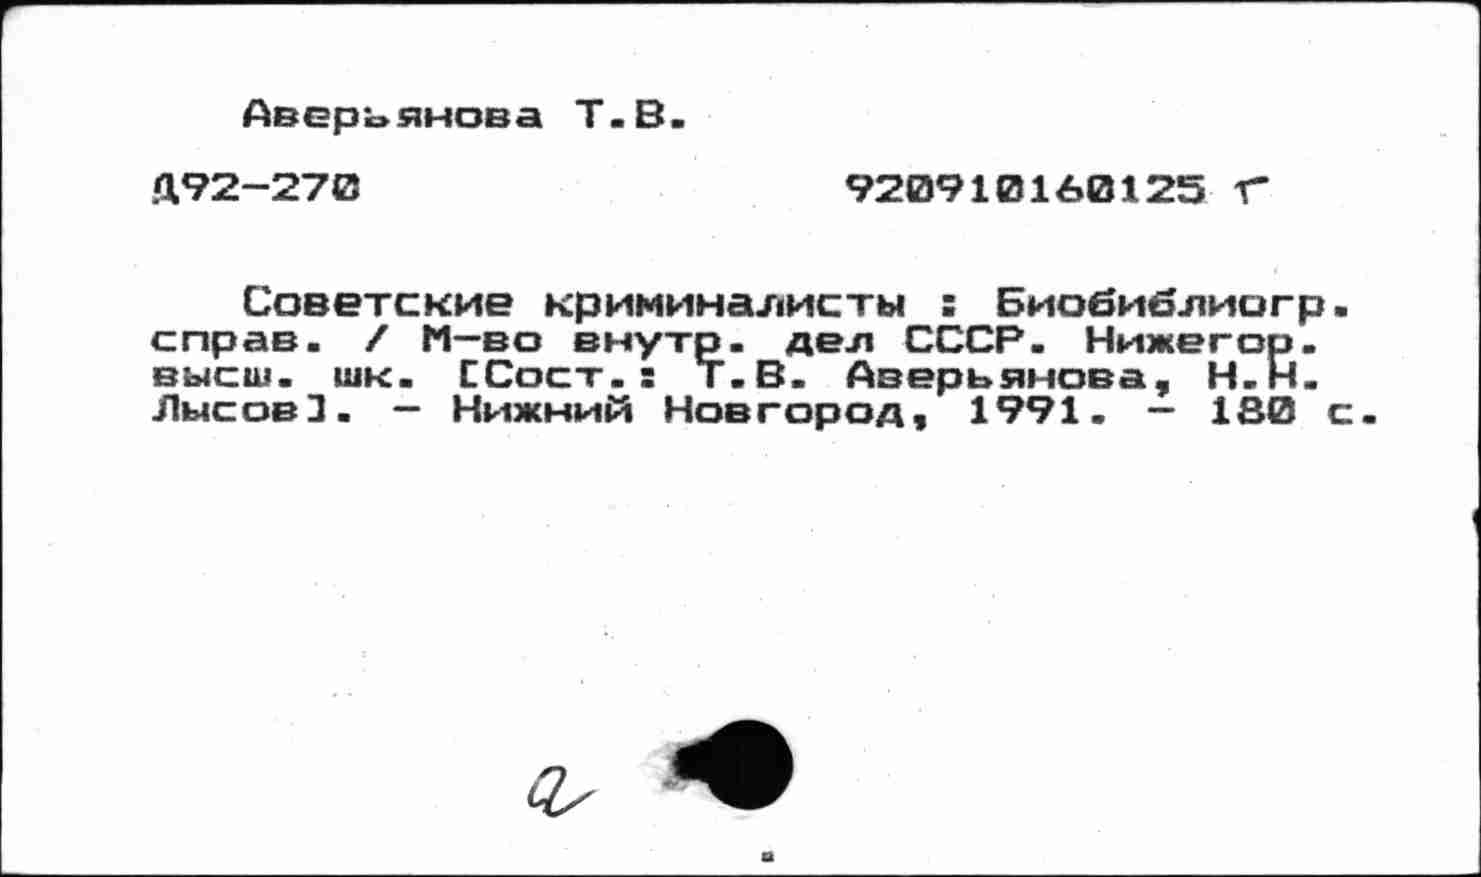 Аверьянова Т.В.
Д92-270 920910160125 г
Советские криминалисты : Биобиблиогр.
справ. / М-во внутр. дел СССР. Нижегор.
высш. шк. [Сост.: Т.В. Аверьянова, Н.Н.
Лысов]. - Нижний Новгород, 1991. - 180 с.
а